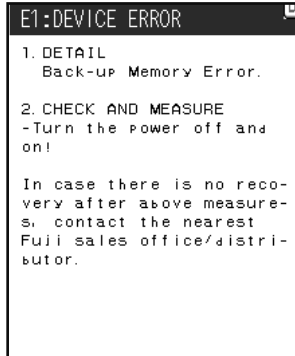 E1:DEVICE ERROR
1. DETAIL
Back-up Memory Error.
2. CHECK AND MEASURE
-Turn the power off and
on!
In case there is no reco-
very after above measure-
s, contact the nearest
Fuji sales office/distri-
butor.